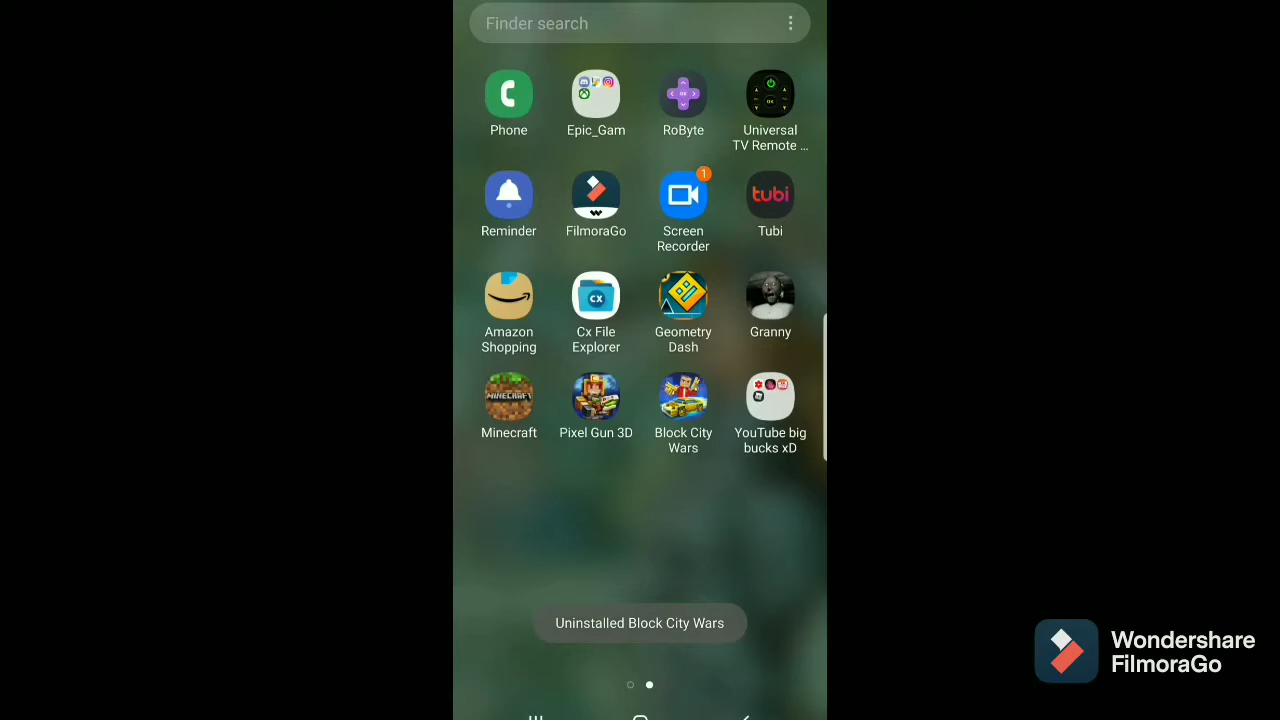 Finder search
Phone
Epic_Gam
RoByte
Universal
TV Remote ...
Reminder
FilmoraGo
Screen
Recorder
1
tubi
Tubi
Amazon
Shopping
CX
Cx File
Explorer
Geometry
Dash
Granny
MINECRAFT
Minecraft
Pixel Gun 3D
Block City
Wars
YouTube big
bucks xD
Uninstalled Block City Wars
Wondershare
FilmoraGo